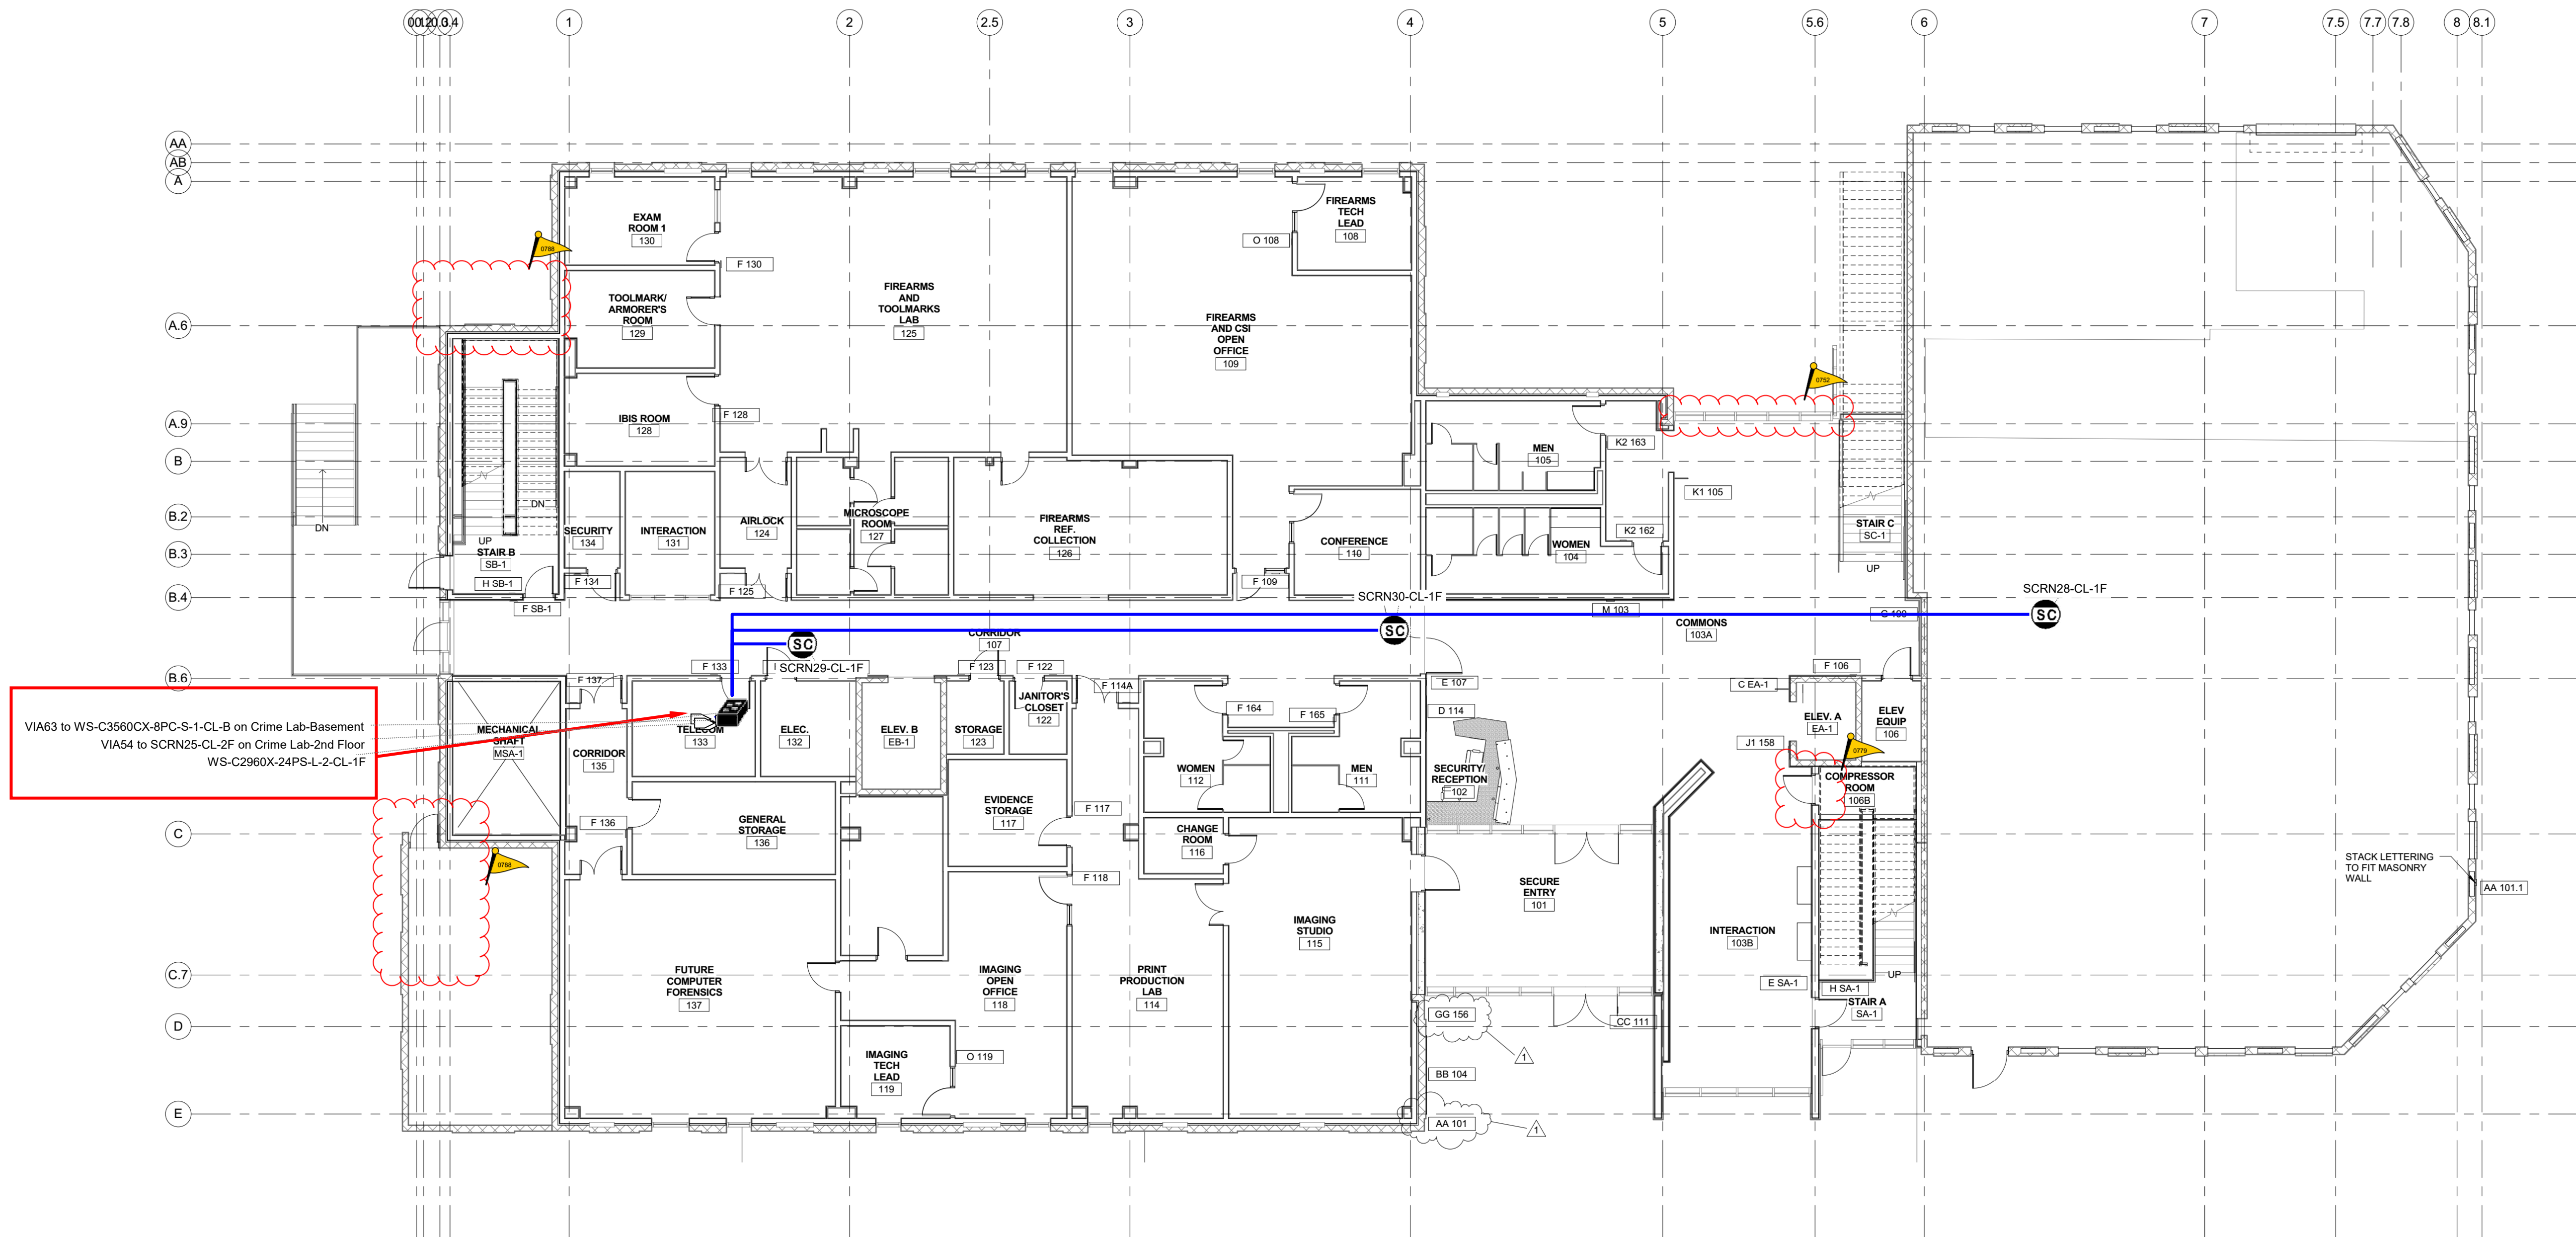 1
2
2.5
3
4
5
5.6
6
7
7.5
7.7
7.8
8
8.1
AA
AB
A
A.6
A.9
B
B.2
B.3
B.4
B.6
C
C.7
D
E
EXAM
ROOM 1
130
F 130
0788
TOOLMARK/
ARMORER'S
ROOM
129
FIREARMS
AND
TOOLMARKS
LAB
125
FIREARMS
AND CSI
OPEN
OFFICE
109
O 108
FIREARMS
TECH
LEAD
108
0752
IBIS ROOM
128
F 128
MEN
105
K2 163
K1 105
K2 162
WOMEN
104
DN
DN
UP
STAIR B
SB-1
H SB-1
F SB-1
SECURITY
134
F 134
INTERACTION
131
AIRLOCK
124
F 125
MICROSCOPE
ROOM
127
FIREARMS
REF.
COLLECTION
126
F 109
CONFERENCE
110
STAIR C
SC-1
UP
SCRN30-CL-1F
SC
SCRN28-CL-1F
SC
SC
SCRN29-CL-1F
M 103
COMMONS
103A
CORRIDOR
107
F 137
F 133
F 123
F 122
F 114A
E 107
D 114
F 106
C EA-1
VIA63 to WS-C3560CX-8PC-S-1-CL-B on Crime Lab-Basement
VIA54 to SCRN25-CL-2F on Crime Lab-2nd Floor
WS-C2960X-24PS-L-2-CL-1F
MECHANICAL
SHAFT
MSA-1
CORRIDOR
135
TELECOM
133
ELEC.
132
ELEV. B
EB-1
STORAGE
123
JANITOR'S
CLOSET
122
F 164
F 165
WOMEN
112
MEN
111
SECURITY/
RECEPTION
102
ELEV. A
EA-1
ELEV
EQUIP
106
J1 158
0779
COMPRESSOR
ROOM
106B
F 136
GENERAL
STORAGE
136
EVIDENCE
STORAGE
117
F 117
CHANGE
ROOM
116
0788
F 118
SECURE
ENTRY
101
IMAGING
STUDIO
115
INTERACTION
103B
STACK LETTERING
TO FIT MASONRY
WALL
AA 101.1
FUTURE
COMPUTER
FORENSICS
137
IMAGING
OPEN
OFFICE
118
PRINT
PRODUCTION
LAB
114
E SA-1
H SA-1
UP
STAIR A
SA-1
GG 156
1
CC 111
IMAGING
TECH
LEAD
119
O 119
BB 104
AA 101
1